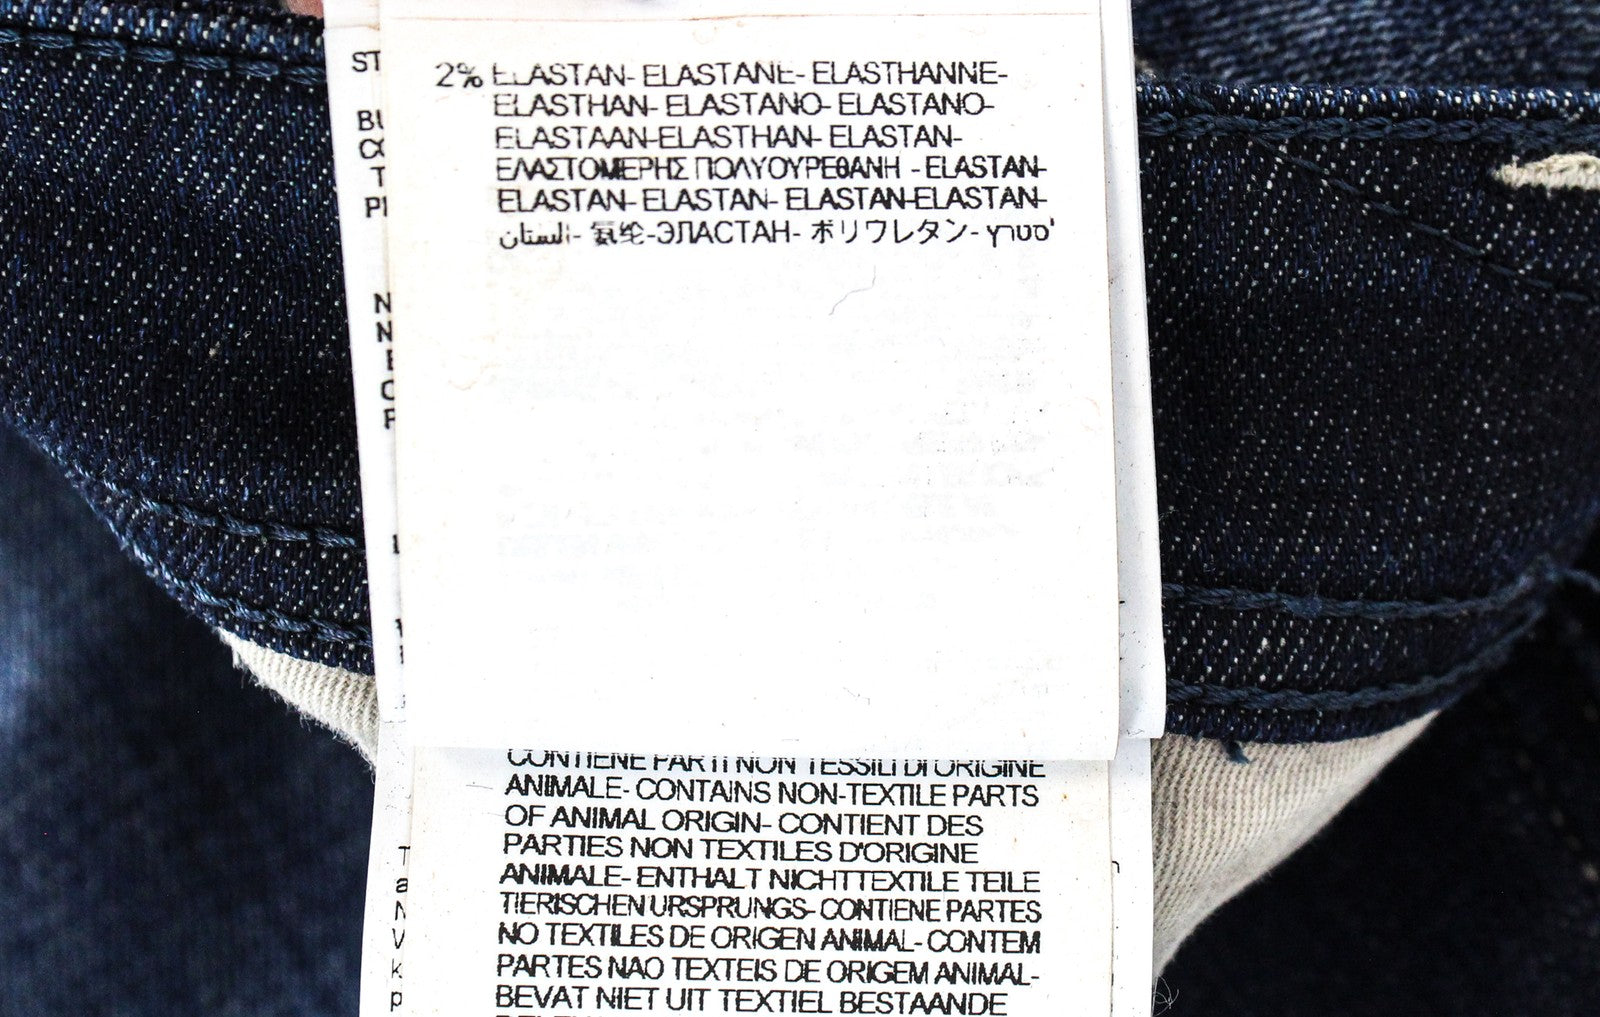 2% ELASTAN- ELASTANE- ELASTHANNE-
ELASTHAN- ELASTANO- ELASTANO-
ELASTAAN-ELASTHAN- ELASTAN-
ΕΛΑΣΤΟΜΕΡΗΣ ΠΟΛΥΟΥΡΕΘΑΝΗ - ELASTAN-
ELASTAN- ELASTAN- ELASTAN-ELASTAN-
الستان- 氨纶-ЭЛАСТАН- ポリウレタン- סטרץ'
CONTIENE PARTI NON TESSILI DI ORIGINE
ANIMALE- CONTAINS NON-TEXTILE PARTS
OF ANIMAL ORIGIN- CONTIENT DES
PARTIES NON TEXTILES D'ORIGINE
ANIMALE- ENTHALT NICHTTEXTILE TEILE
TIERISCHEN URSPRUNGS- CONTIENE PARTES
NO TEXTILES DE ORIGEN ANIMAL- CONTEM
PARTES NAO TEXTEIS DE ORIGEM ANIMAL-
BEVAT NIET UIT TEXTIEL BESTAANDE